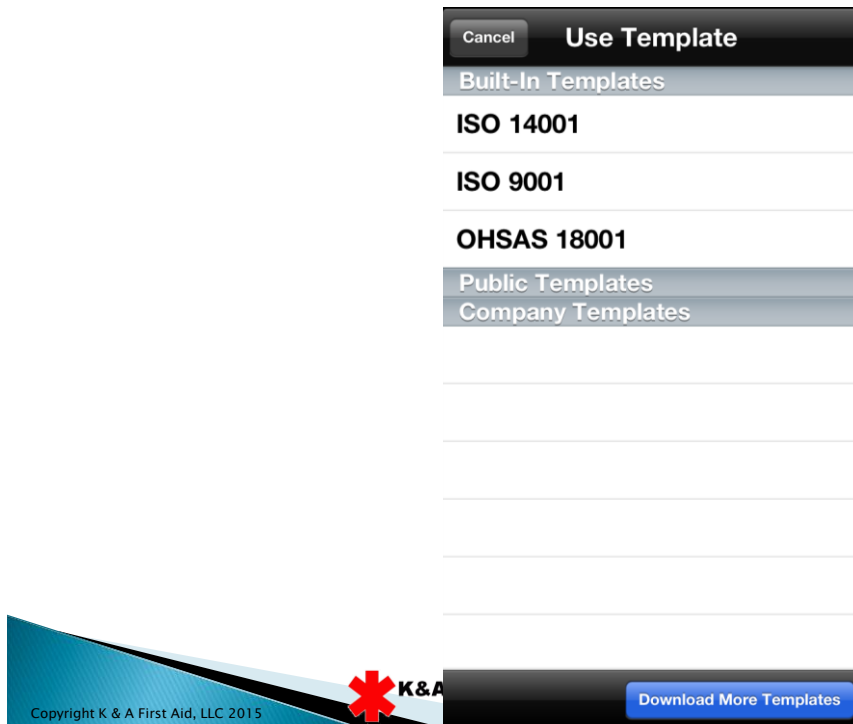 Cancel
Use Template
Built-In Templates
ISO 14001
ISO 9001
OHSAS 18001
Public Templates
Company Templates
Download More Templates
K&A
Copyright K & A First Aid, LLC 2015